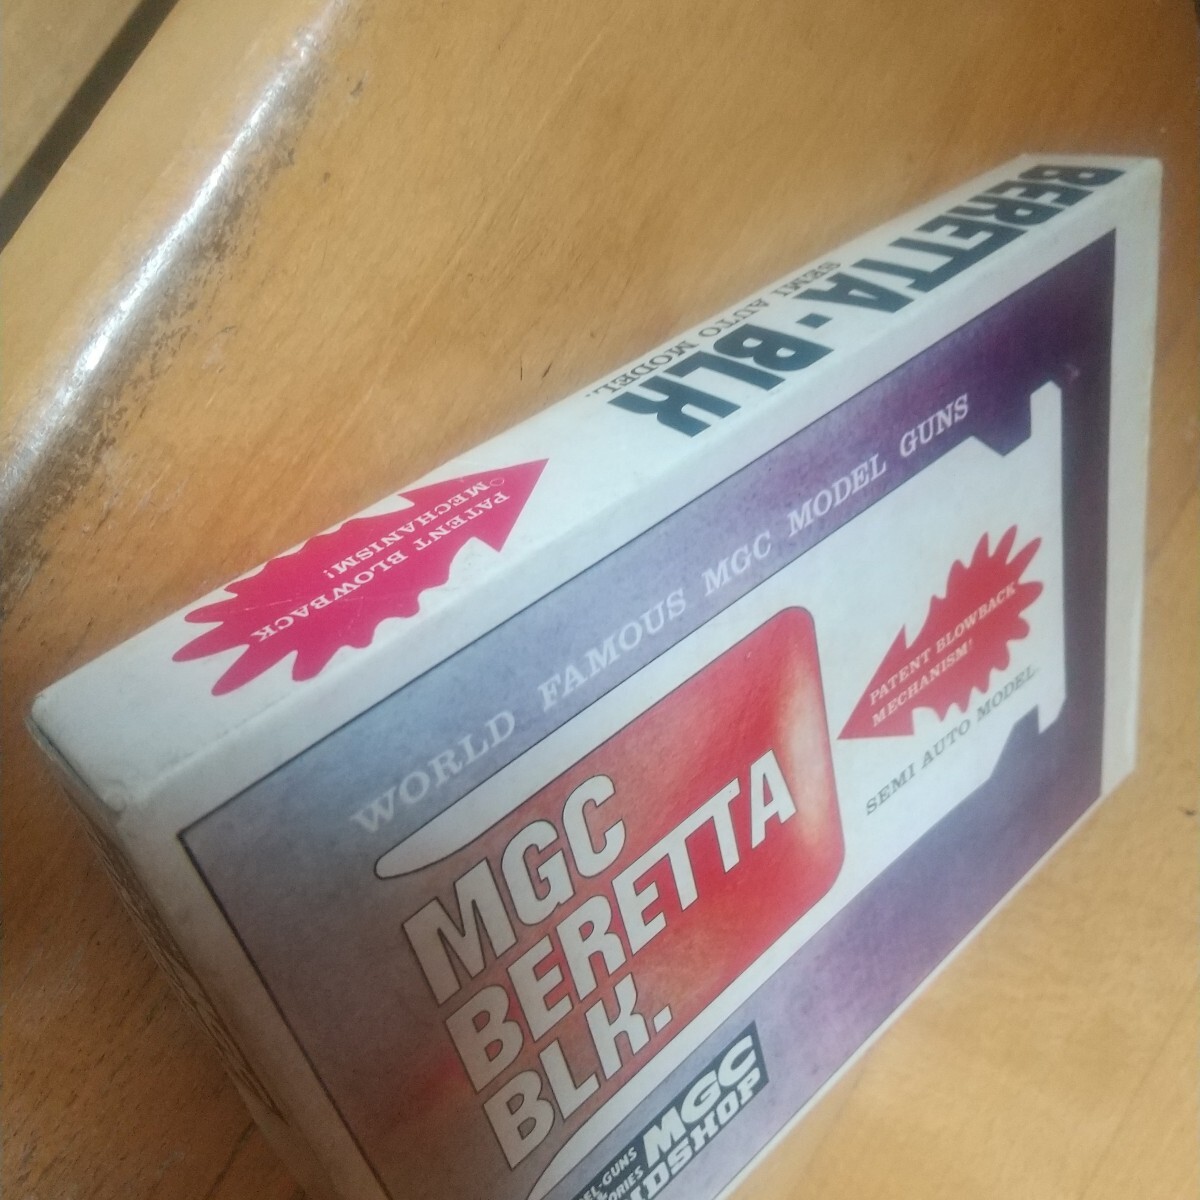 BERETTA・BLK
SEMI AUTO MODEL.
PATENT BLOWBACK
MECHANISM!
WORLD FAMOUS MGC MODEL GUNS
PATENT BLOWBACK
MECHANISM!
SEMI AUTO MODEL.
MGC
BERETTA
BLK.
MGC